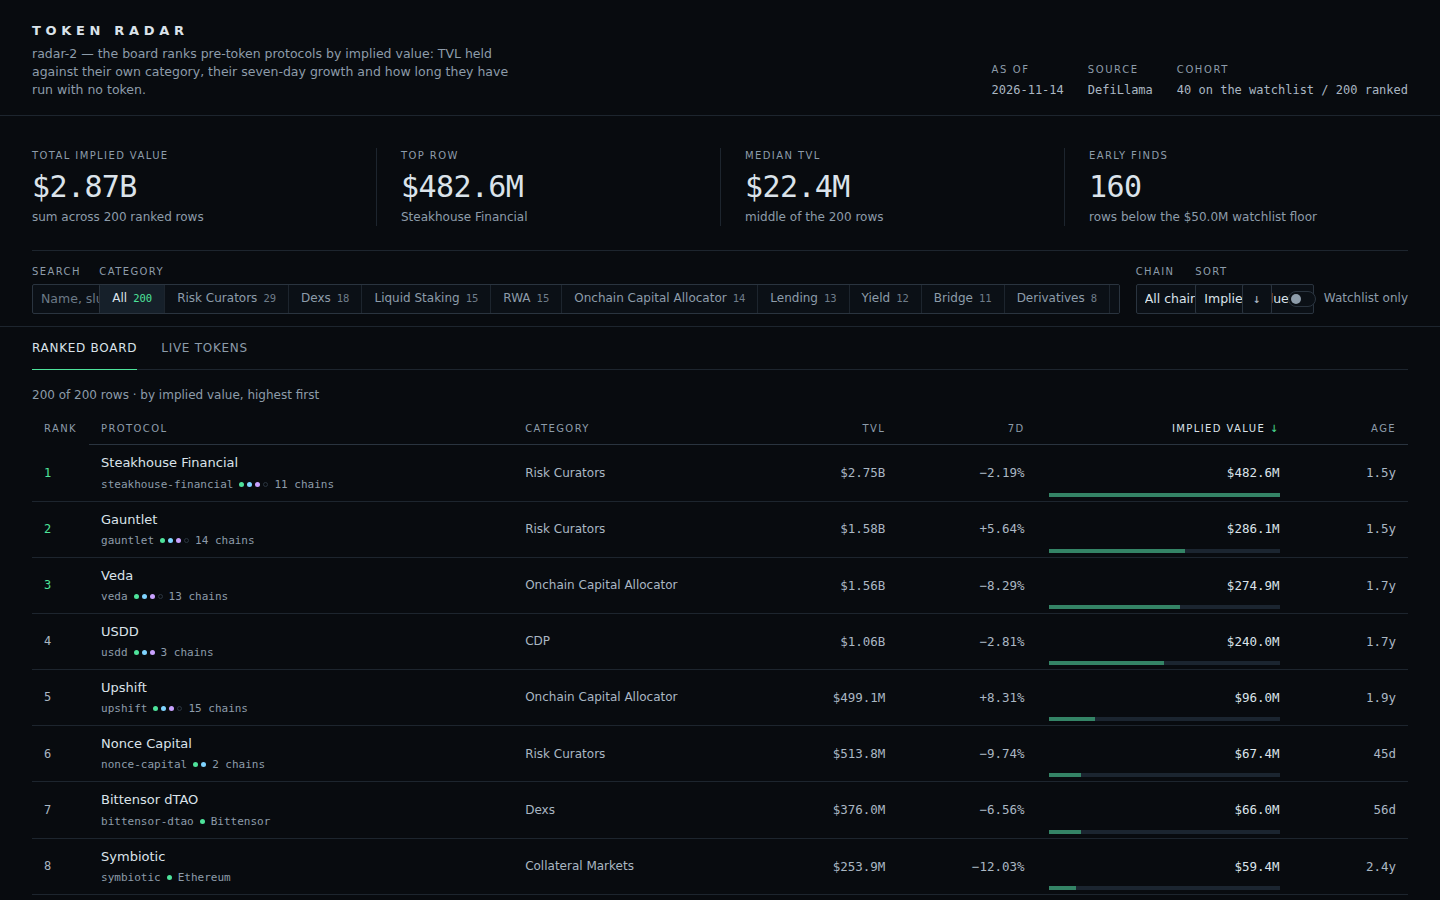 TOKEN RADAR
radar-2 — the board ranks pre-token protocols by implied value: TVL held
against their own category, their seven-day growth and how long they have
run with no token.
AS OF SOURCE COHORT
2026-11-14 DefiLlama 40 on the watchlist / 200 ranked
TOTAL IMPLIED VALUE TOP ROW MEDIAN TVL EARLY FINDS
$2.87B $482.6M $22.4M 160
sum across 200 ranked rows Steakhouse Financial middle of the 200 rows rows below the $50.0M watchlist floor
SEARCH CATEGORY CHAIN SORT
Name, slu All 200 Risk Curators 29 Dexs 18 Liquid Staking 15 RWA 15 Onchain Capital Allocator 14 Lending 13 Yield 12 Bridge 11 Derivatives 8 All chain Implie ↓ lue Watchlist only
RANKED BOARD LIVE TOKENS
200 of 200 rows · by implied value, highest first
RANK PROTOCOL CATEGORY TVL 7D IMPLIED VALUE ↓ AGE
1 Steakhouse Financial Risk Curators $2.75B −2.19% $482.6M 1.5y
steakhouse-financial 11 chains
2 Gauntlet Risk Curators $1.58B +5.64% $286.1M 1.5y
gauntlet 14 chains
3 Veda Onchain Capital Allocator $1.56B −8.29% $274.9M 1.7y
veda 13 chains
4 USDD CDP $1.06B −2.81% $240.0M 1.7y
usdd 3 chains
5 Upshift Onchain Capital Allocator $499.1M +8.31% $96.0M 1.9y
upshift 15 chains
6 Nonce Capital Risk Curators $513.8M −9.74% $67.4M 45d
nonce-capital 2 chains
7 Bittensor dTAO Dexs $376.0M −6.56% $66.0M 56d
bittensor-dtao Bittensor
8 Symbiotic Collateral Markets $253.9M −12.03% $59.4M 2.4y
symbiotic Ethereum